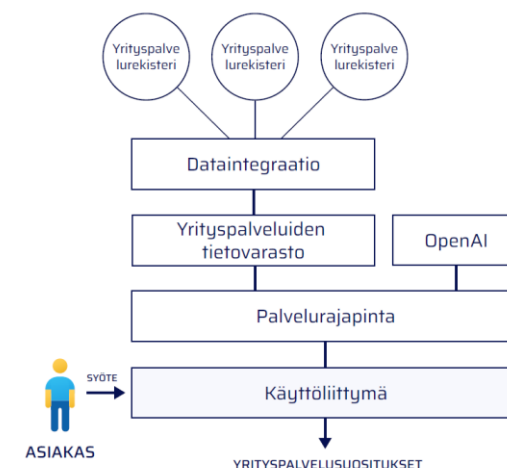 Yrityspalve
lurekisteri
Yrityspalve
lurekisteri
Yrityspalve
lurekisteri
Dataintegraatio
Yrityspalveluiden
tietovarasto
OpenAI
Palvelurajapinta
SYÖTE
Käyttöliittymä
ASIAKAS
YRITYSPALVELUSUOSITUKSET